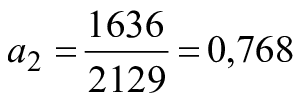 a₂ = 1636/2129 = 0,768